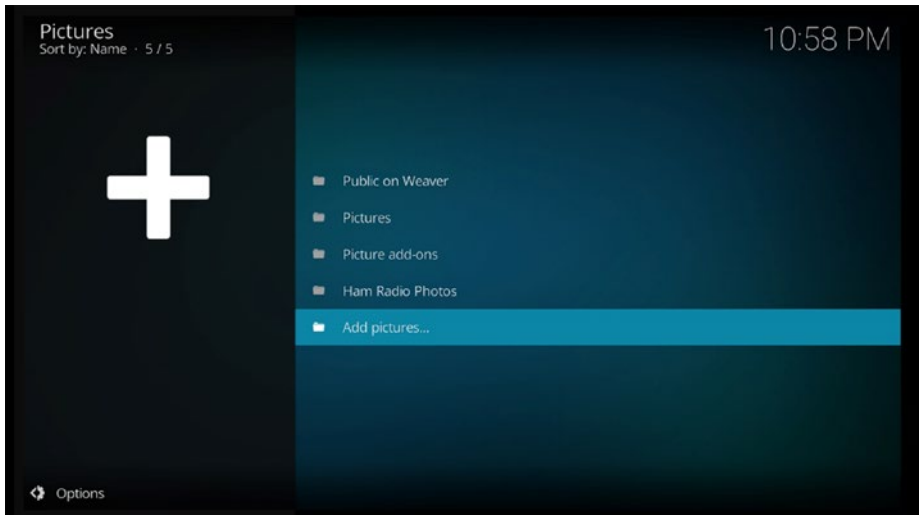 Pictures
Sort by: Name · 5 / 5
10:58 PM
Public on Weaver
Pictures
Picture add-ons
Ham Radio Photos
Add pictures...
Options